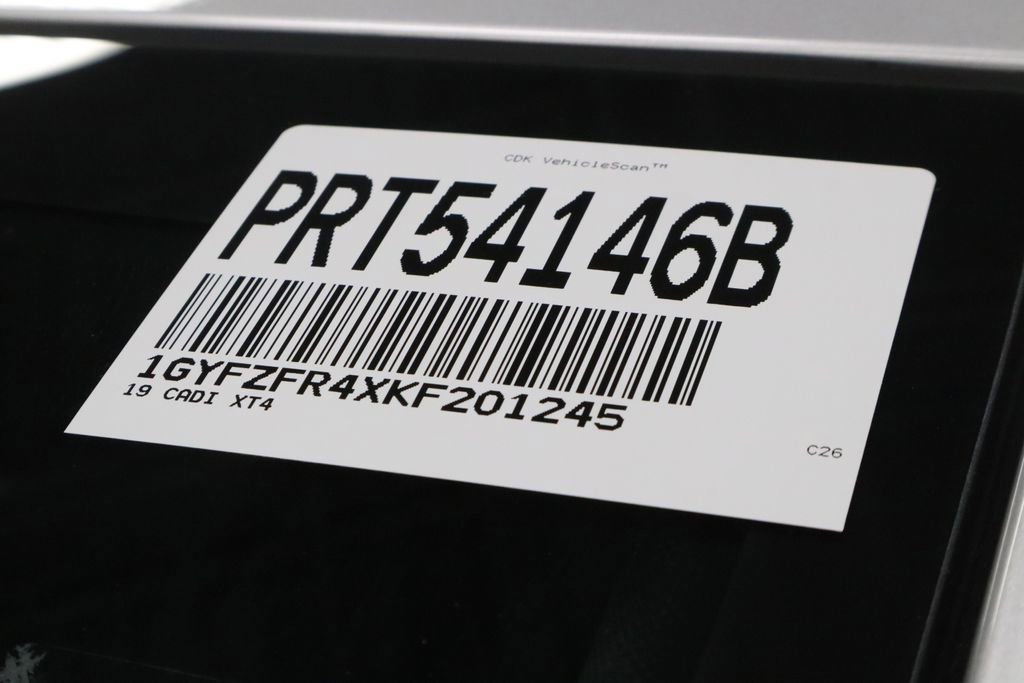 CDK VehicleScan™
PRT54146B
1GYFZFR4XKF201245
19 CADI XT4
C26